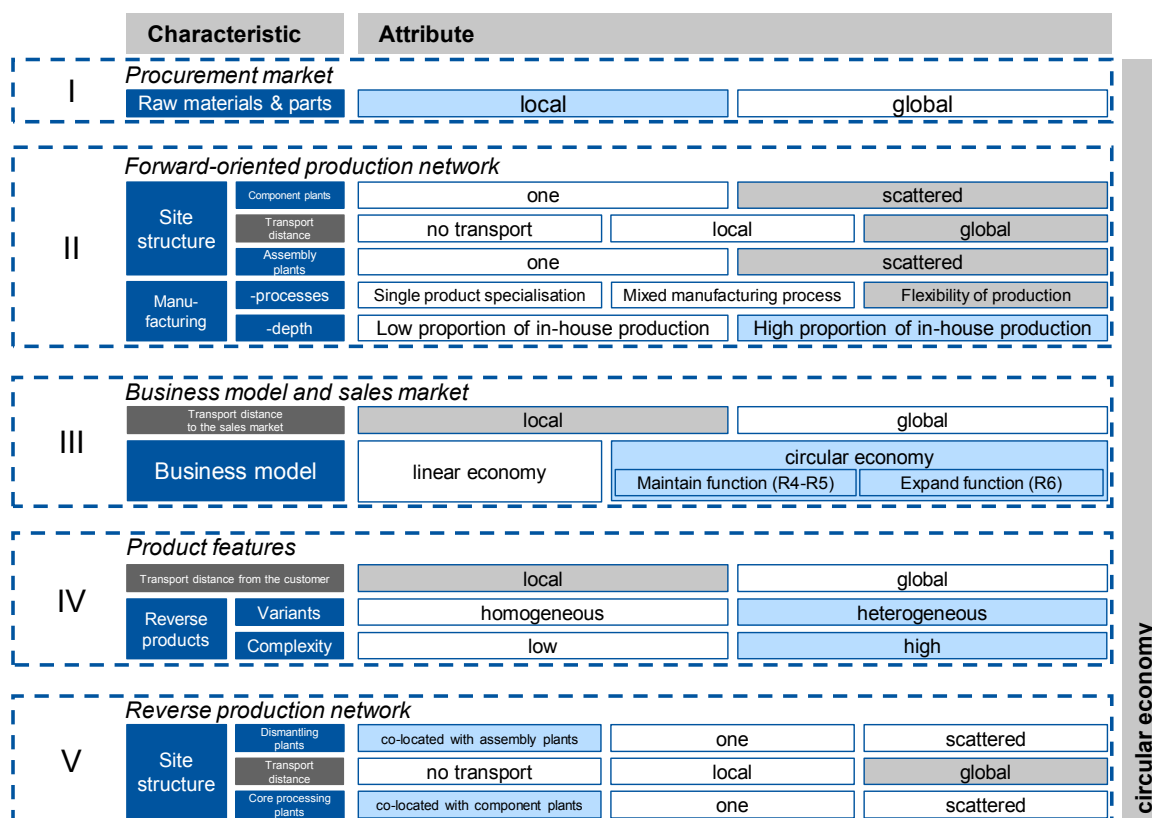 Characteristic Attribute
I
Procurement market
Raw materials & parts local global
II
Forward-oriented production network
Site structure
Component plants one scattered
Transport distance no transport local global
Assembly plants one scattered
Manu-
facturing
-processes Single product specialisation Mixed manufacturing process Flexibility of production
-depth Low proportion of in-house production High proportion of in-house production
III
Business model and sales market
Transport distance
to the sales market
local global
Business model linear economy circular economy
Maintain function (R4-R5) Expand function (R6)
IV
Product features
Transport distance from the customer local global
Reverse
products
Variants homogeneous heterogeneous
Complexity low high
V
Reverse production network
Site
structure
Dismantling
plants
co-located with assembly plants one scattered
Transport
distance
no transport local global
Core processing
plants
co-located with component plants one scattered
circular economy